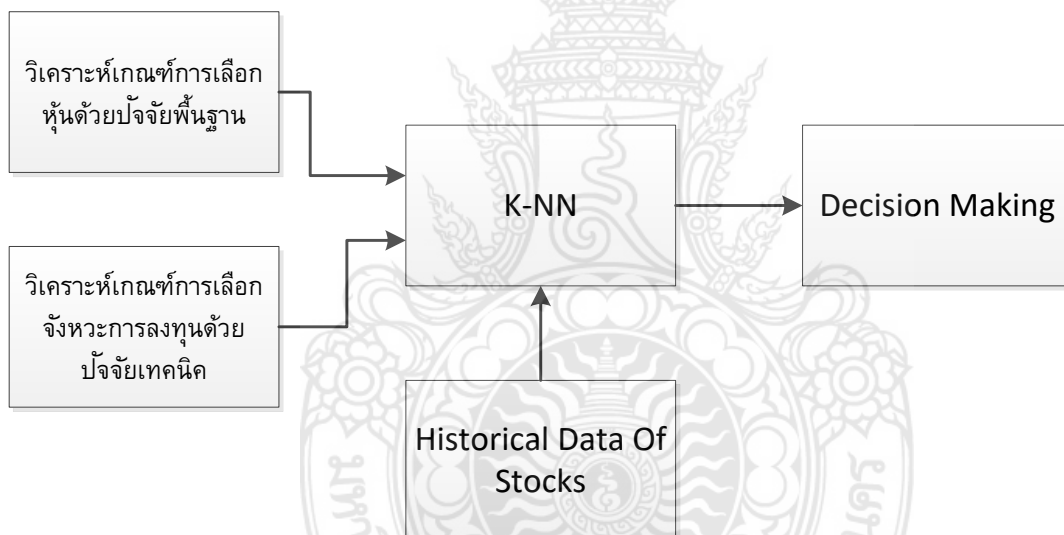 วิเคราะห์เกณฑ์การเลือก
หุ้นด้วยปัจจัยพื้นฐาน
วิเคราะห์เกณฑ์การเลือก
จังหวะการลงทุนด้วย
ปัจจัยเทคนิค
K-NN
Decision Making
Historical Data Of
Stocks